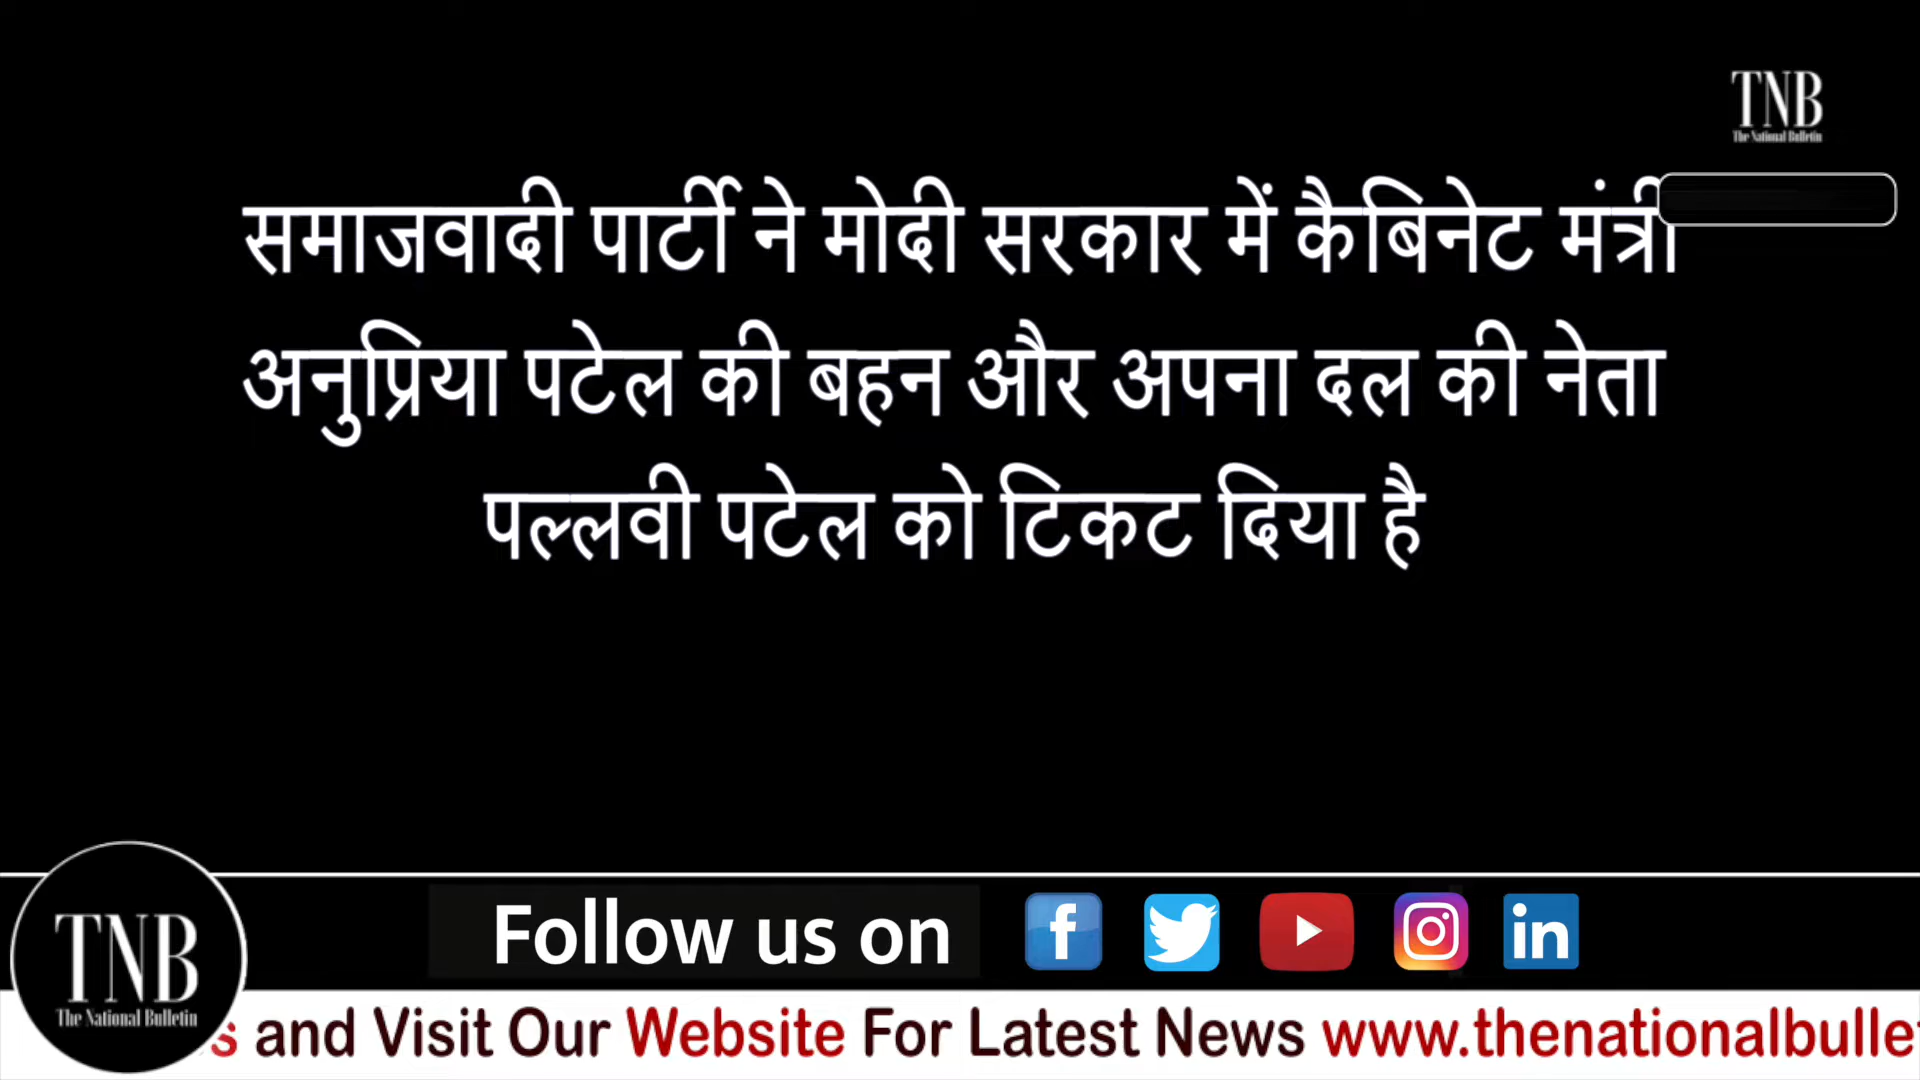 TNB
The National Bulletin
समाजवादी पार्टी ने मोदी सरकार में कैबिनेट मंत्री
अनुप्रिया पटेल की बहन और अपना दल की नेता
पल्लवी पटेल को टिकट दिया है
Follow us on
TNB
The National Bulletin
and Visit Our Website For Latest News www.thenationalbulle